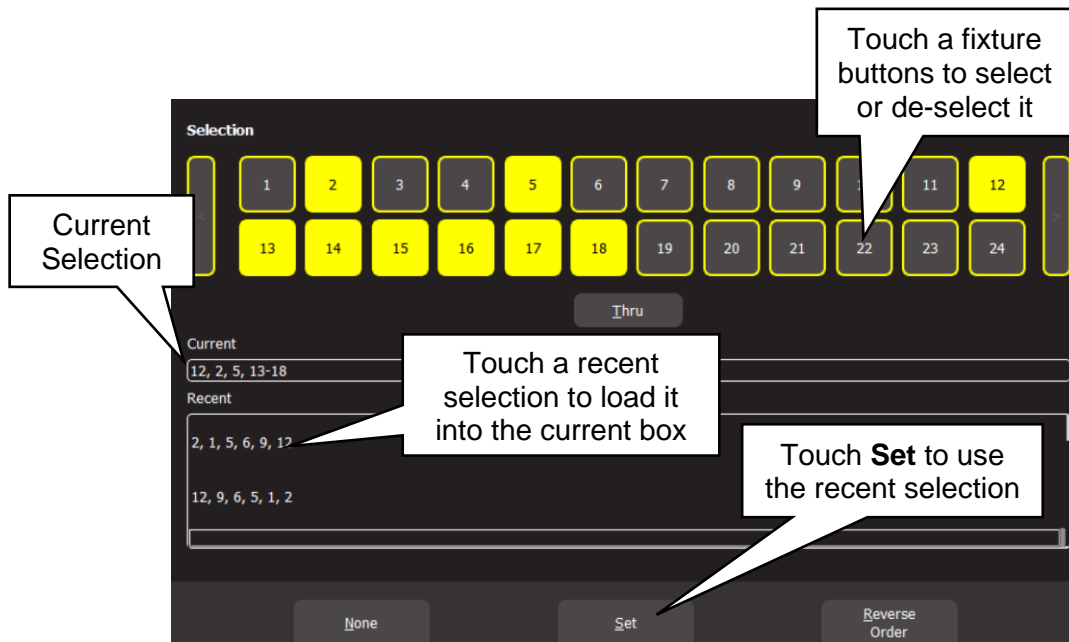 Touch a fixture
buttons to select
or de-select it
Selection
< 1 2 3 4 5 6 7 8 9 11 12 >
13 14 15 16 17 18 19 20 21 22 23 24
Current
Selection
Thru
Current
12, 2, 5, 13-18
Recent
Touch a recent
selection to load it
into the current box
2, 1, 5, 6, 9, 12
12, 9, 6, 5, 1, 2
Touch Set to use
the recent selection
None Set Reverse
Order